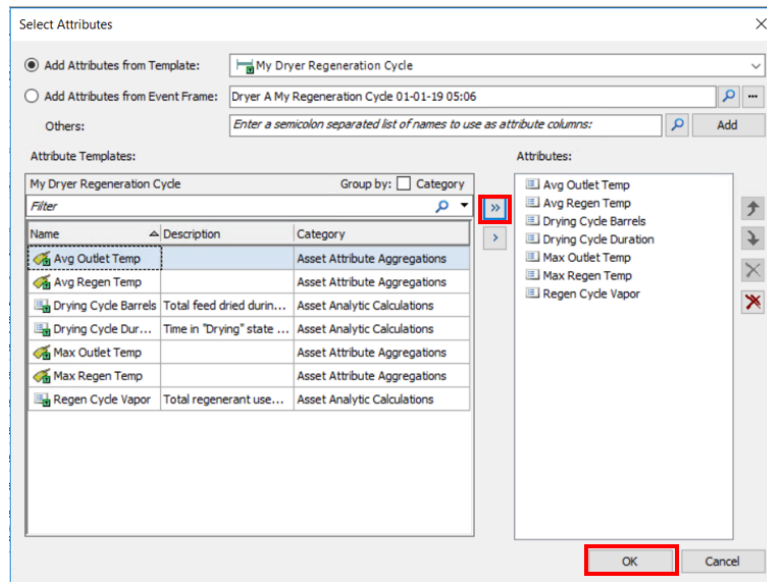 Select Attributes
Add Attributes from Template: My Dryer Regeneration Cycle
Add Attributes from Event Frame: Dryer A My Regeneration Cycle 01-01-19 05:06
Others: Enter a semicolon separated list of names to use as attribute columns: Add
Attribute Templates: Attributes:
My Dryer Regeneration Cycle Group by: Category
Filter
Name Description Category
Avg Outlet Temp Asset Attribute Aggregations
Avg Regen Temp Asset Attribute Aggregations
Drying Cycle Barrels Total feed dried durin... Asset Analytic Calculations
Drying Cycle Dur... Time in "Drying" state ... Asset Analytic Calculations
Max Outlet Temp Asset Attribute Aggregations
Max Regen Temp Asset Attribute Aggregations
Regen Cycle Vapor Total regenerant use... Asset Analytic Calculations
Avg Outlet Temp
Avg Regen Temp
Drying Cycle Barrels
Drying Cycle Duration
Max Outlet Temp
Max Regen Temp
Regen Cycle Vapor
OK Cancel